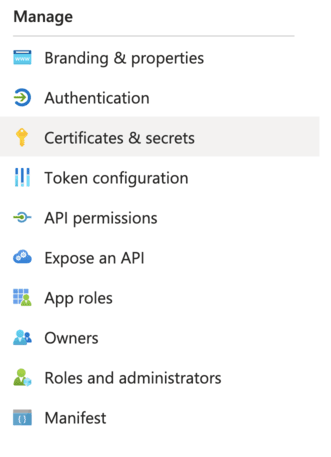 Manage
www
Branding & properties
Authentication
Certificates & secrets
Token configuration
API permissions
Expose an API
App roles
Owners
Roles and administrators
Manifest